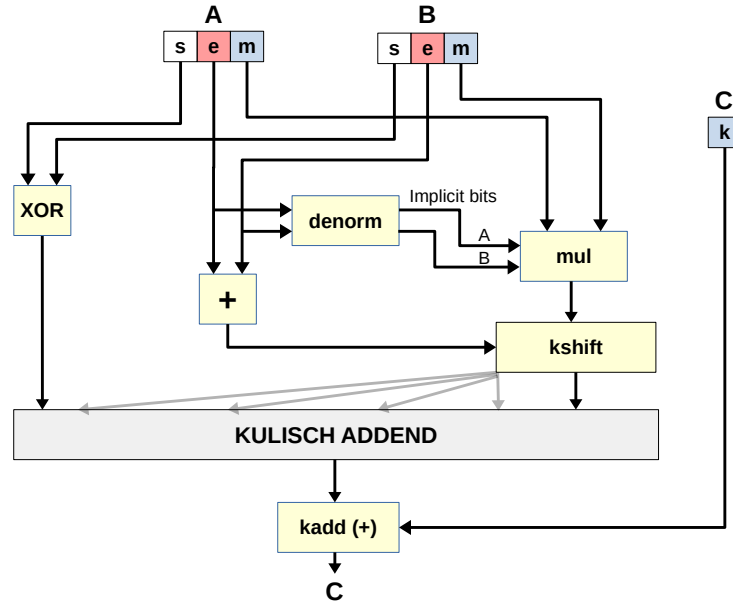 A
B
s e m
s e m
C
k
XOR
Implicit bits
denorm
A
B
mul
+
kshift
KULISCH ADDEND
kadd (+)
C